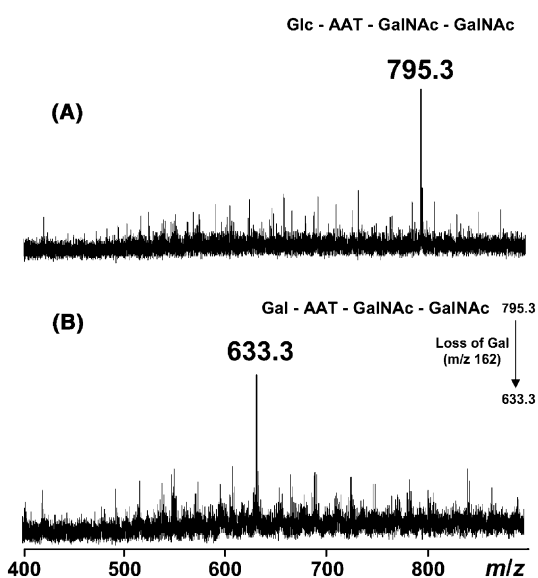 Glc - AAT - GalNAc - GalNAc
795.3
(A)
(B)
Gal - AAT - GalNAc - GalNAc 795.3
633.3
Loss of Gal
(m/z 162)
633.3
400 500 600 700 800 m/z